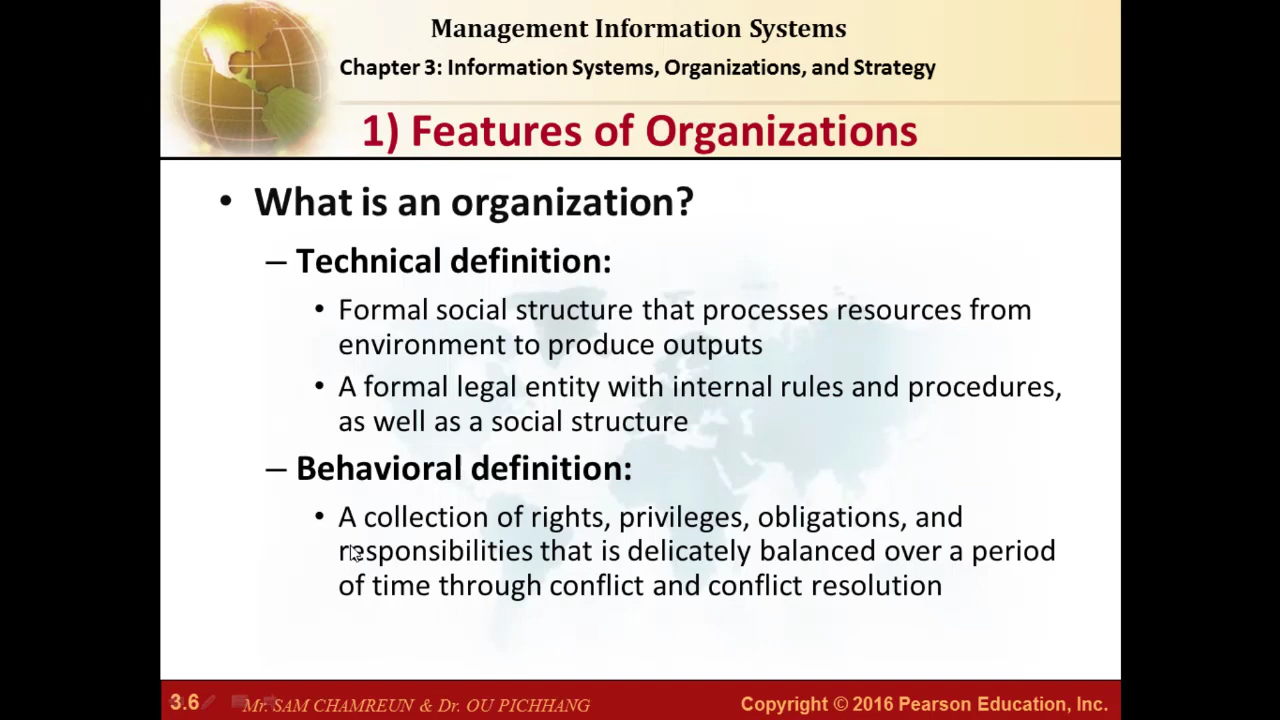 Management Information Systems
Chapter 3: Information Systems, Organizations, and Strategy
1) Features of Organizations
• What is an organization?
– Technical definition:
• Formal social structure that processes resources from
environment to produce outputs
• A formal legal entity with internal rules and procedures,
as well as a social structure
– Behavioral definition:
• A collection of rights, privileges, obligations, and
responsibilities that is delicately balanced over a period
of time through conflict and conflict resolution
3.6 Mr. SAM CHAMREUN & Dr. OU PICHHANG Copyright © 2016 Pearson Education, Inc.